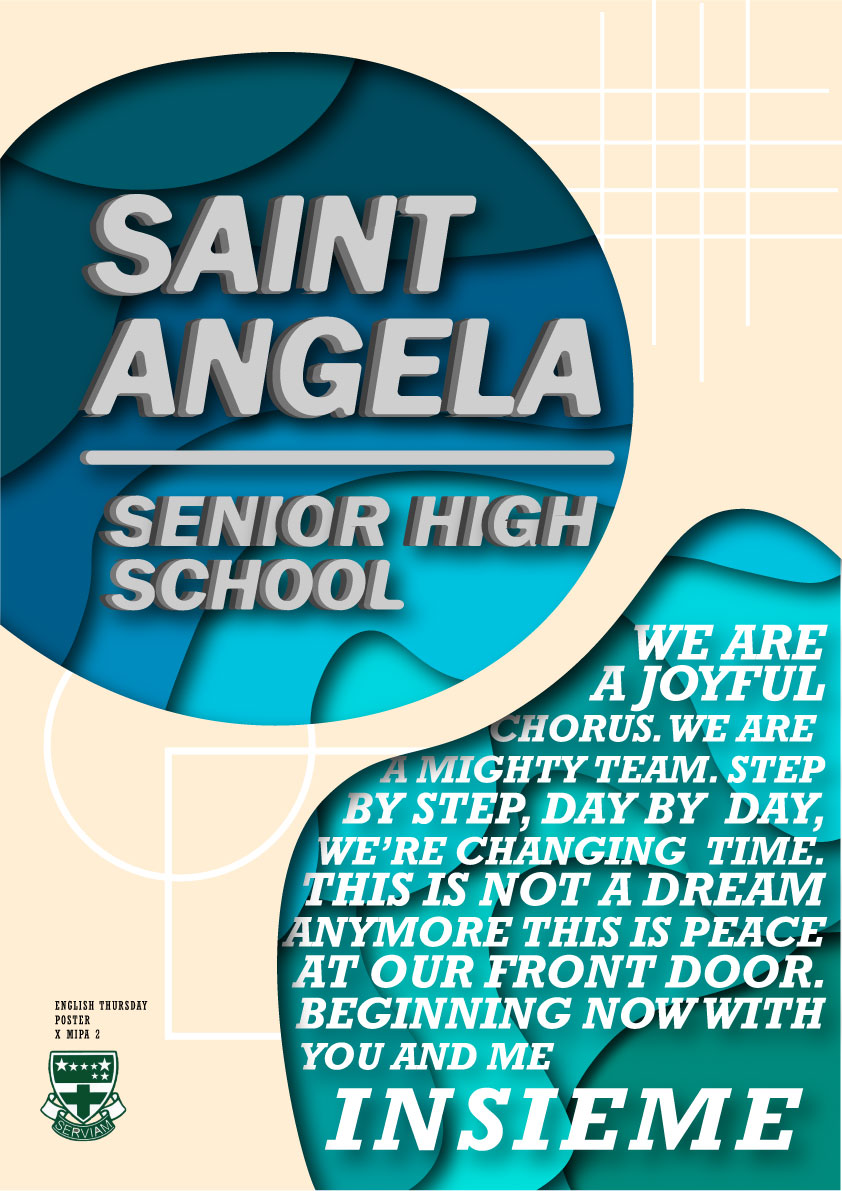 SAINT
ANGELA
SENIOR HIGH
SCHOOL
WE ARE
A JOYFUL
CHORUS. WE ARE
A MIGHTY TEAM. STEP
BY STEP, DAY BY DAY,
WE'RE CHANGING TIME.
THIS IS NOT A DREAM
ANYMORE THIS IS PEACE
AT OUR FRONT DOOR.
BEGINNING NOW WITH
YOU AND ME
INSIEME
ENGLISH THURSDAY
POSTER
X MIPA 2
SERVIAM